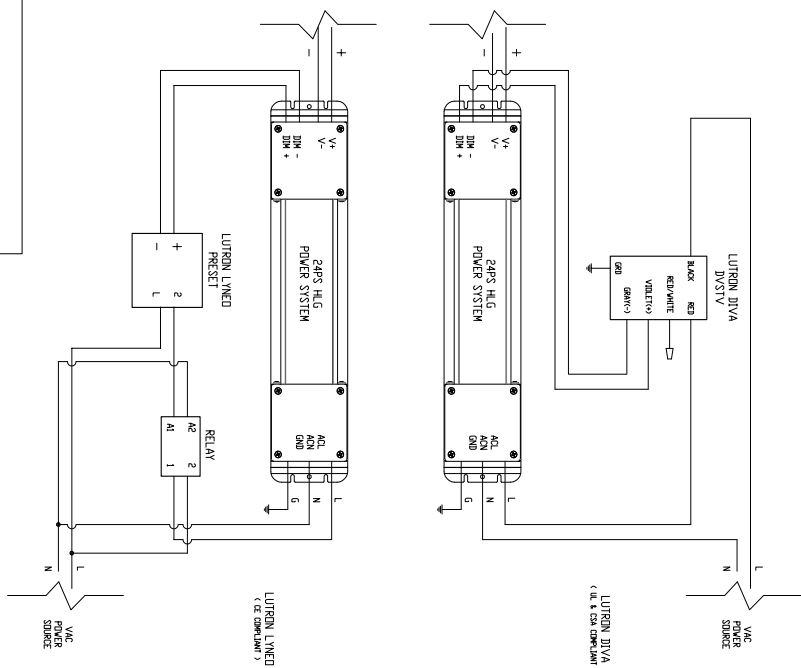 LUTRON DIVA
( UL & CSA COMPLIANT
VAC
POWER
SOURCE
L
N
LUTRON DIVA
DVSTV
BLACK
RED
RED/WHITE
VIOLET(+)
GRAY(-)
GRD
+
-
V+
V-
DIM -
DIM +
24PS HLG
POWER SYSTEM
ACL
ACN
GND
L
N
G
LUTRON LYNEO
( CE COMPLIANT )
+
-
V+
V-
DIM -
DIM +
24PS HLG
POWER SYSTEM
ACL
ACN
GND
L
N
G
LUTRON LYNEO
PRESET
+ 2
- L
RELAY
A2 2
A1 1
L
N
VAC
POWER
SOURCE